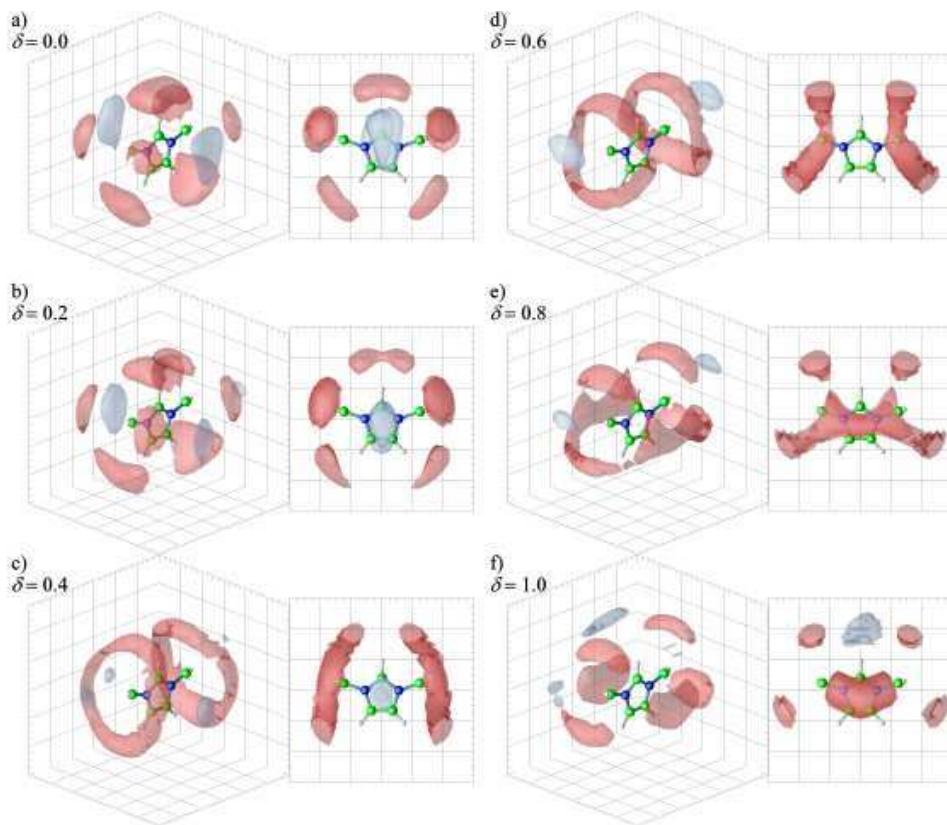 a)
δ = 0.0
b)
δ = 0.2
c)
δ = 0.4
d)
δ = 0.6
e)
δ = 0.8
f)
δ = 1.0